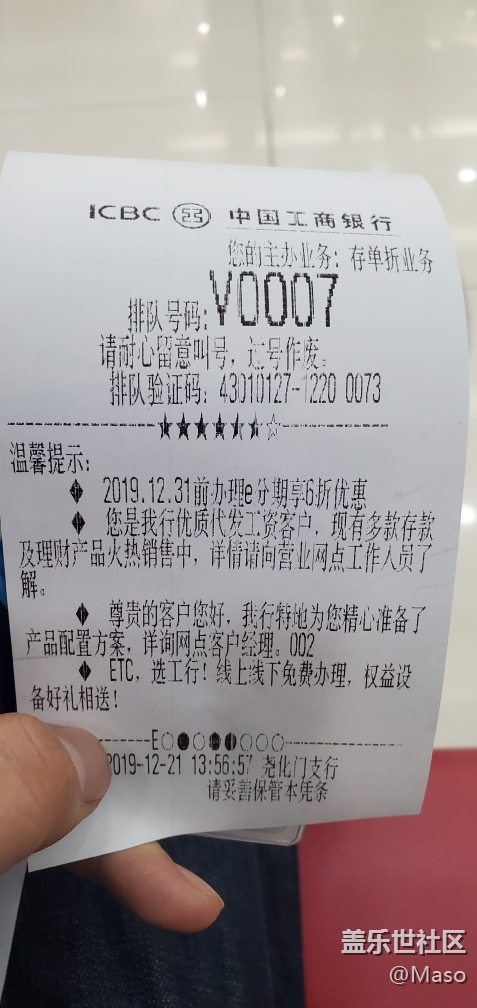 ICBC 中国工商银行
您的主办业务: 存单折业务
排队号码: Y0007
请耐心留意叫号, 过号作废。
排队验证码: 43010127-1220 0073
★★★★★★☆
温馨提示:
◆ 2019.12.31前办理e分期享6折优惠
◆ 您是我行优质代发工资客户, 现有多款存款
及理财产品火热销售中, 详情请问营业网点工作人员了
解。
◆ 尊贵的客户您好, 我行特地为您精心准备了
产品配置方案, 详询网点客户经理。002
◆ ETC, 选工行! 线上线下免费办理, 权益设
备好礼相送!
E○●○●●○○○
2019-12-21 13:56:57 尧化门支行
请妥善保管本凭条
盖乐世社区
@Maso